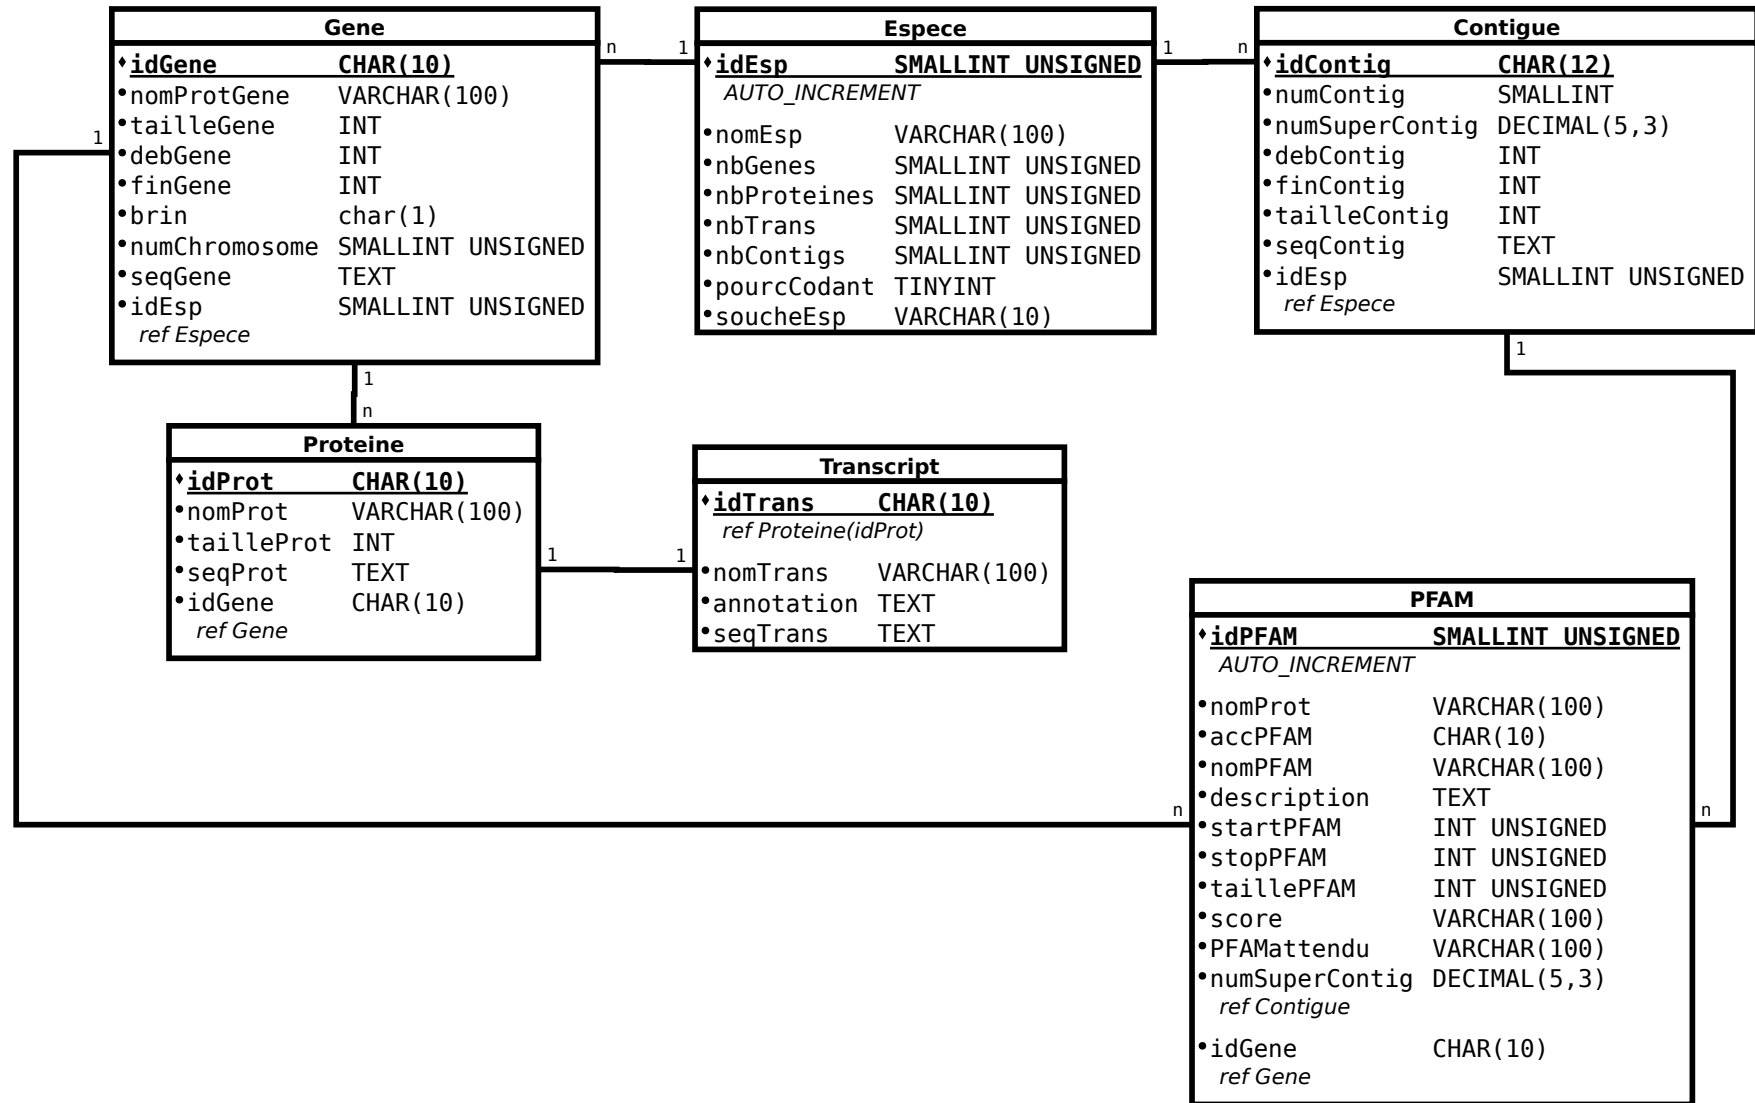 Gene
idGene CHAR(10)
nomProtGene VARCHAR(100)
tailleGene INT
debGene INT
finGene INT
brin char(1)
numChromosome SMALLINT UNSIGNED
seqGene TEXT
idEsp SMALLINT UNSIGNED
ref Espece
n 1
Espece
idEsp SMALLINT UNSIGNED
AUTO_INCREMENT
nomEsp VARCHAR(100)
nbGenes SMALLINT UNSIGNED
nbProteines SMALLINT UNSIGNED
nbTrans SMALLINT UNSIGNED
nbContigs SMALLINT UNSIGNED
pourcCodant TINYINT
soucheEsp VARCHAR(10)
1 n
Contigue
idContig CHAR(12)
numContig SMALLINT
numSuperContig DECIMAL(5,3)
debContig INT
finContig INT
tailleContig INT
seqContig TEXT
idEsp SMALLINT UNSIGNED
ref Espece
1
1
1
n
Proteine
idProt CHAR(10)
nomProt VARCHAR(100)
tailleProt INT
seqProt TEXT
idGene CHAR(10)
ref Gene
1 1
Transcript
idTrans CHAR(10)
ref Proteine(idProt)
nomTrans VARCHAR(100)
annotation TEXT
seqTrans TEXT
PFAM
idPFAM SMALLINT UNSIGNED
AUTO_INCREMENT
nomProt VARCHAR(100)
accPFAM CHAR(10)
nomPFAM VARCHAR(100)
description TEXT
startPFAM INT UNSIGNED
stopPFAM INT UNSIGNED
taillePFAM INT UNSIGNED
score VARCHAR(100)
PFAMattendu VARCHAR(100)
numSuperContig DECIMAL(5,3)
ref Contigue
idGene CHAR(10)
ref Gene
n
n